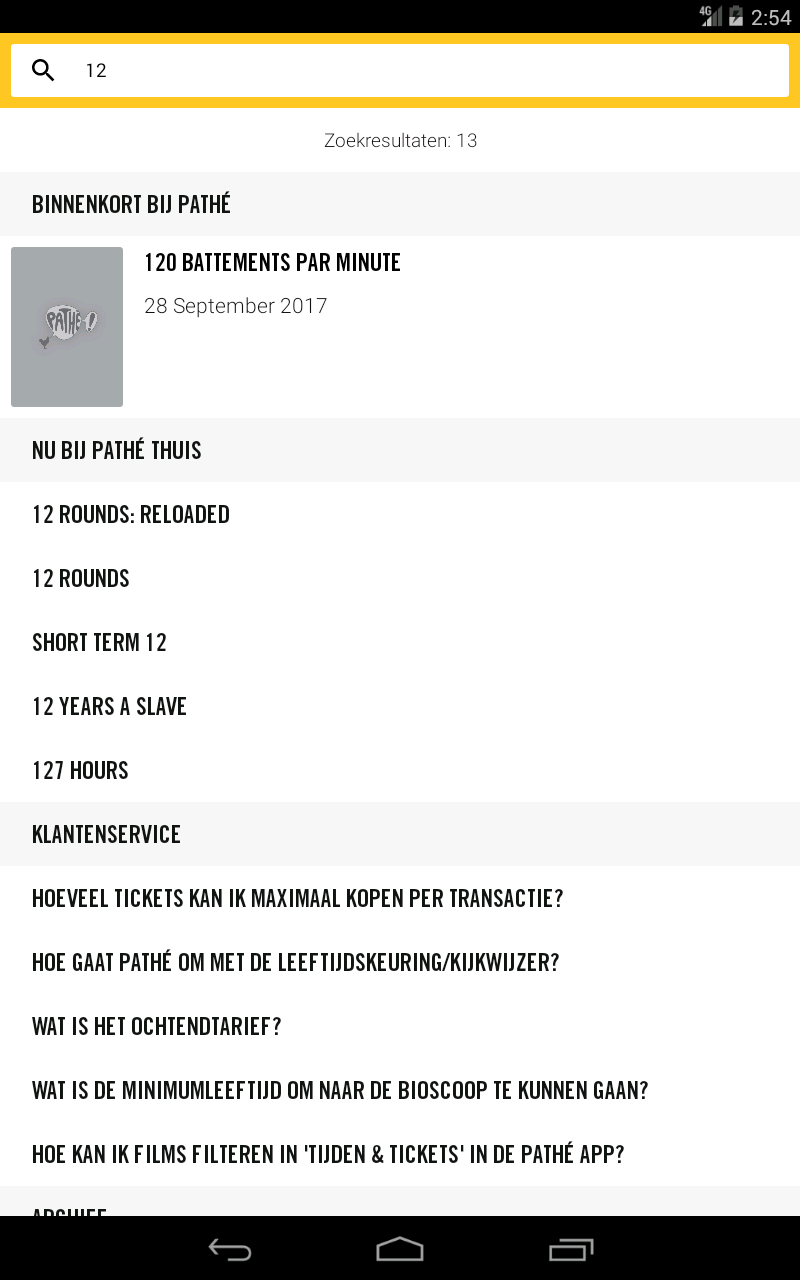 4G 2:54
12
Zoekresultaten: 13
BINNENKORT BIJ PATHÉ
PATHÉ!
120 BATTEMENTS PAR MINUTE
28 September 2017
NU BIJ PATHÉ THUIS
12 ROUNDS: RELOADED
12 ROUNDS
SHORT TERM 12
12 YEARS A SLAVE
127 HOURS
KLANTENSERVICE
HOEVEEL TICKETS KAN IK MAXIMAAL KOPEN PER TRANSACTIE?
HOE GAAT PATHÉ OM MET DE LEEFTIJDSKEURING/KIJKWIJZER?
WAT IS HET OCHTENDTARIEF?
WAT IS DE MINIMUMLEEFTIJD OM NAAR DE BIOSCOOP TE KUNNEN GAAN?
HOE KAN IK FILMS FILTEREN IN 'TIJDEN & TICKETS' IN DE PATHÉ APP?
ARCHIEF